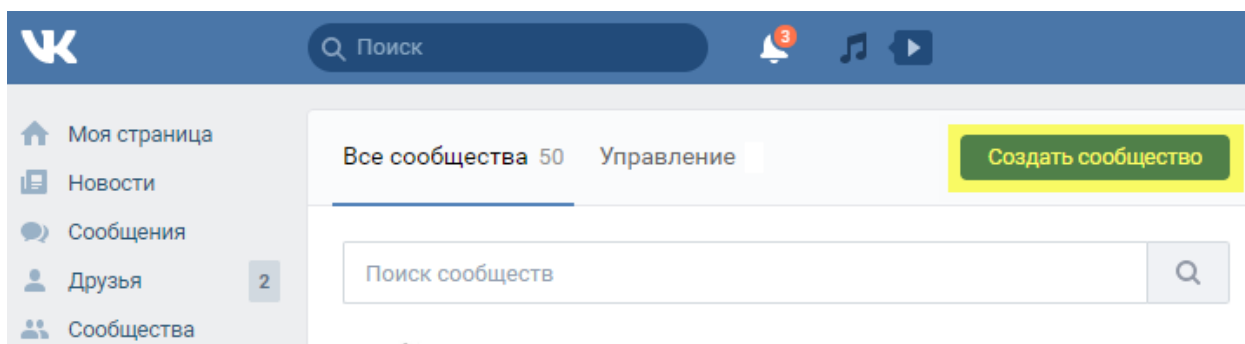 Поиск
3
Моя страница
Новости
Сообщения
Друзья 2
Сообщества
Все сообщества 50 Управление
Создать сообщество
Поиск сообществ